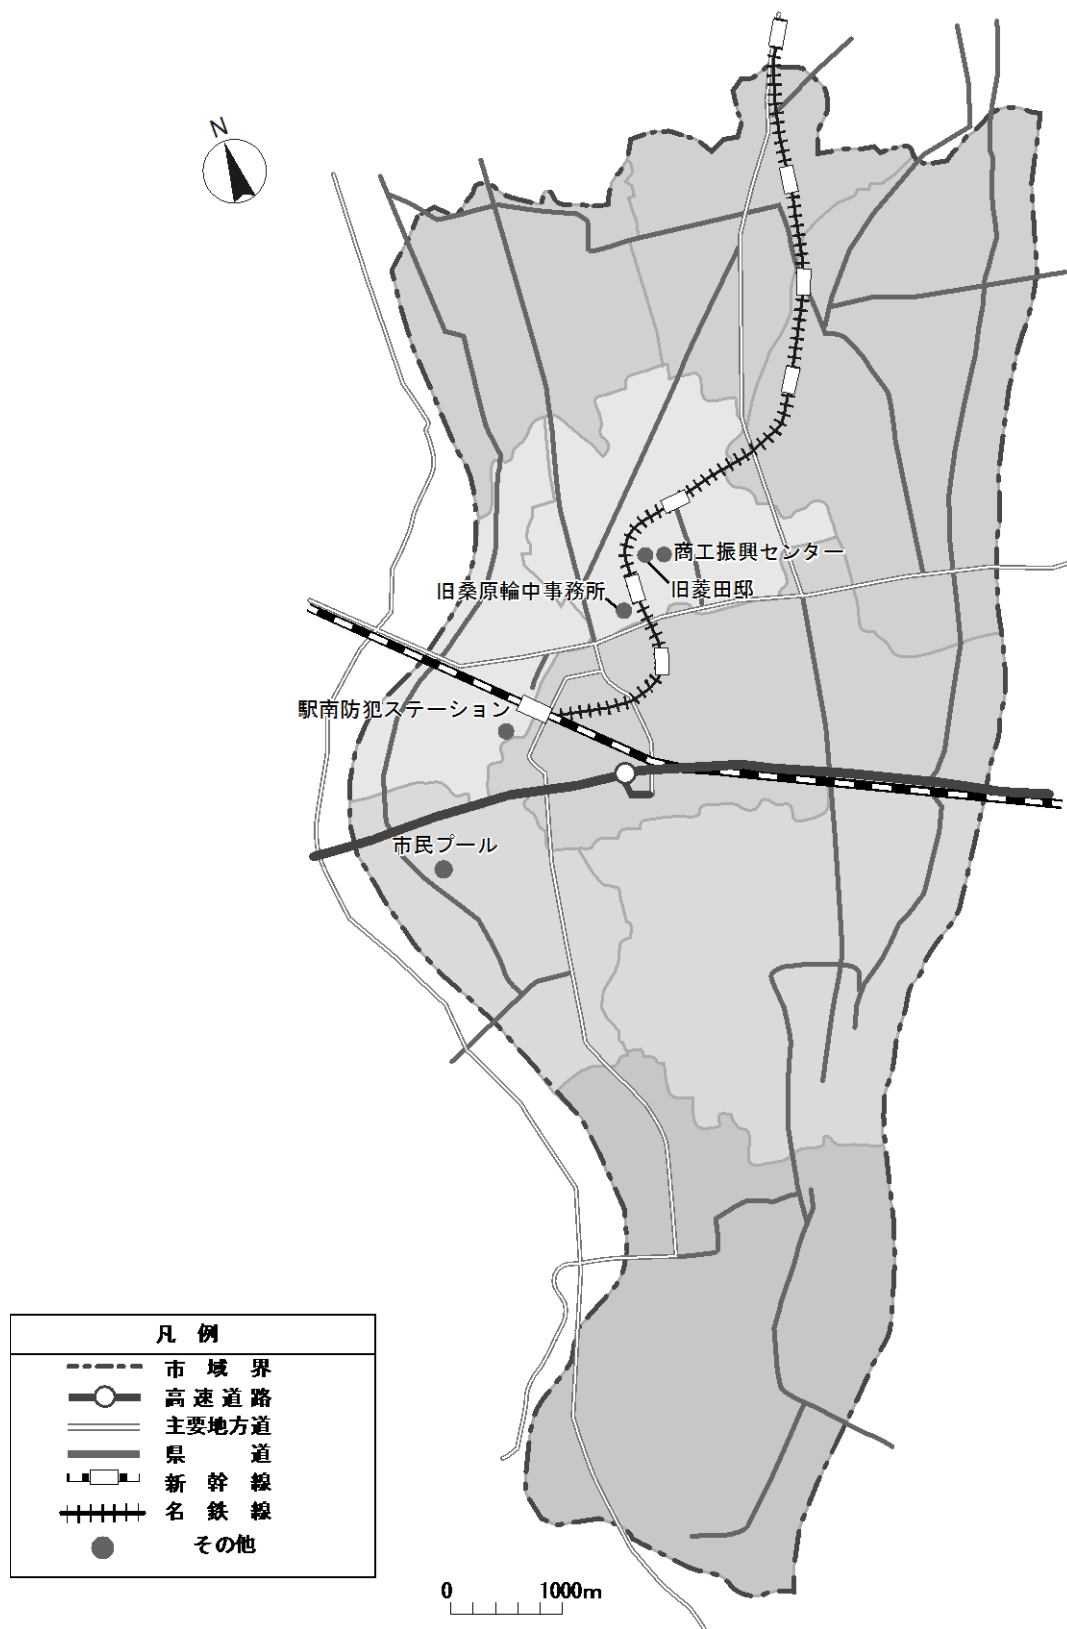 N
商工振興センター
旧菱田邸
旧桑原輪中事務所
駅南防犯ステーション
市民プール
凡 例
市 域 界
高速道路
主要地方道
県 道
新 幹 線
名 鉄 線
その他
0 1000m